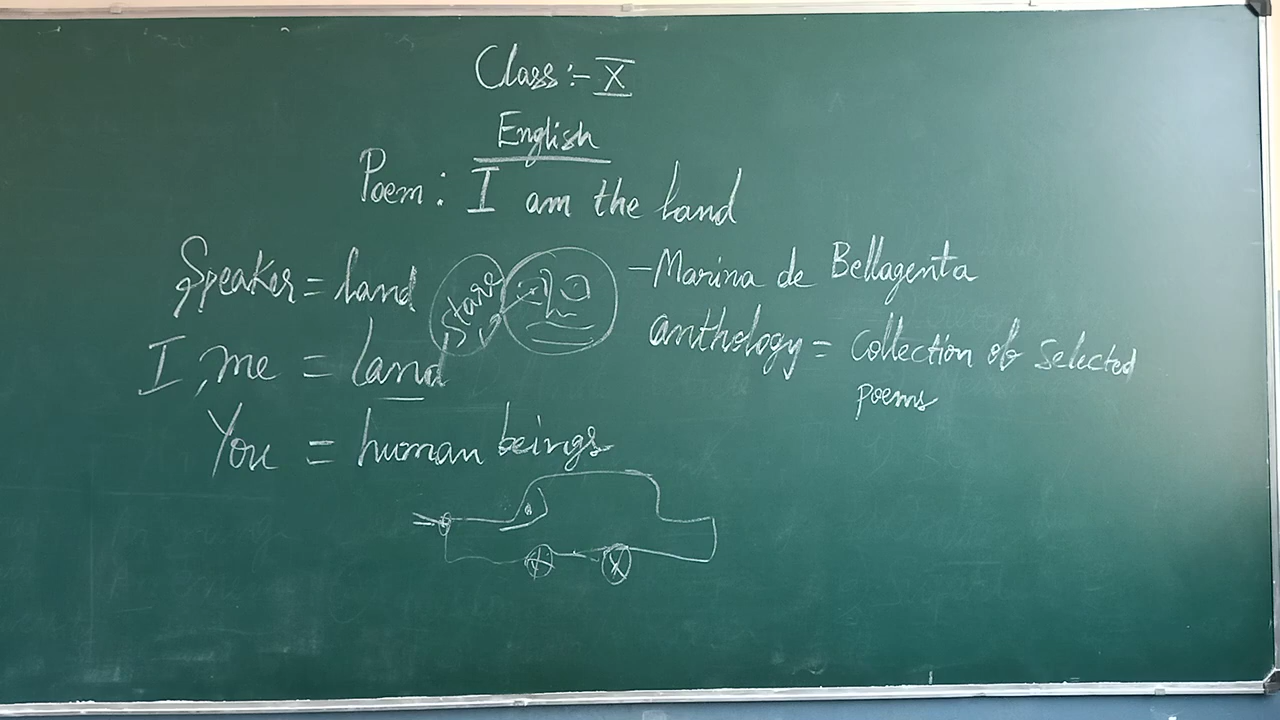 Class :- X
English
Poem : I am the land
- Marina de Bellagenta
Speaker = land
Stare
anthology = Collection of Selected
poems
I, me = land
You = human beings